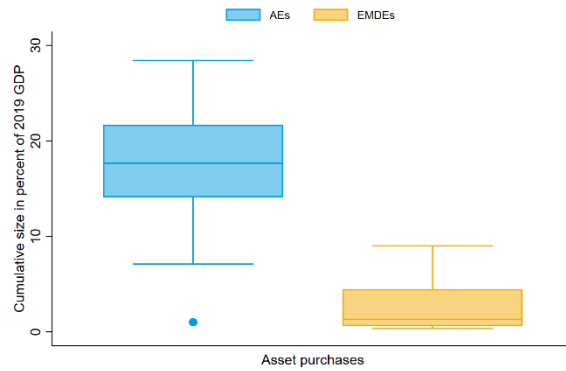 AEs EMDEs
Cumulative size in percent of 2019 GDP
30
20
10
0
Asset purchases